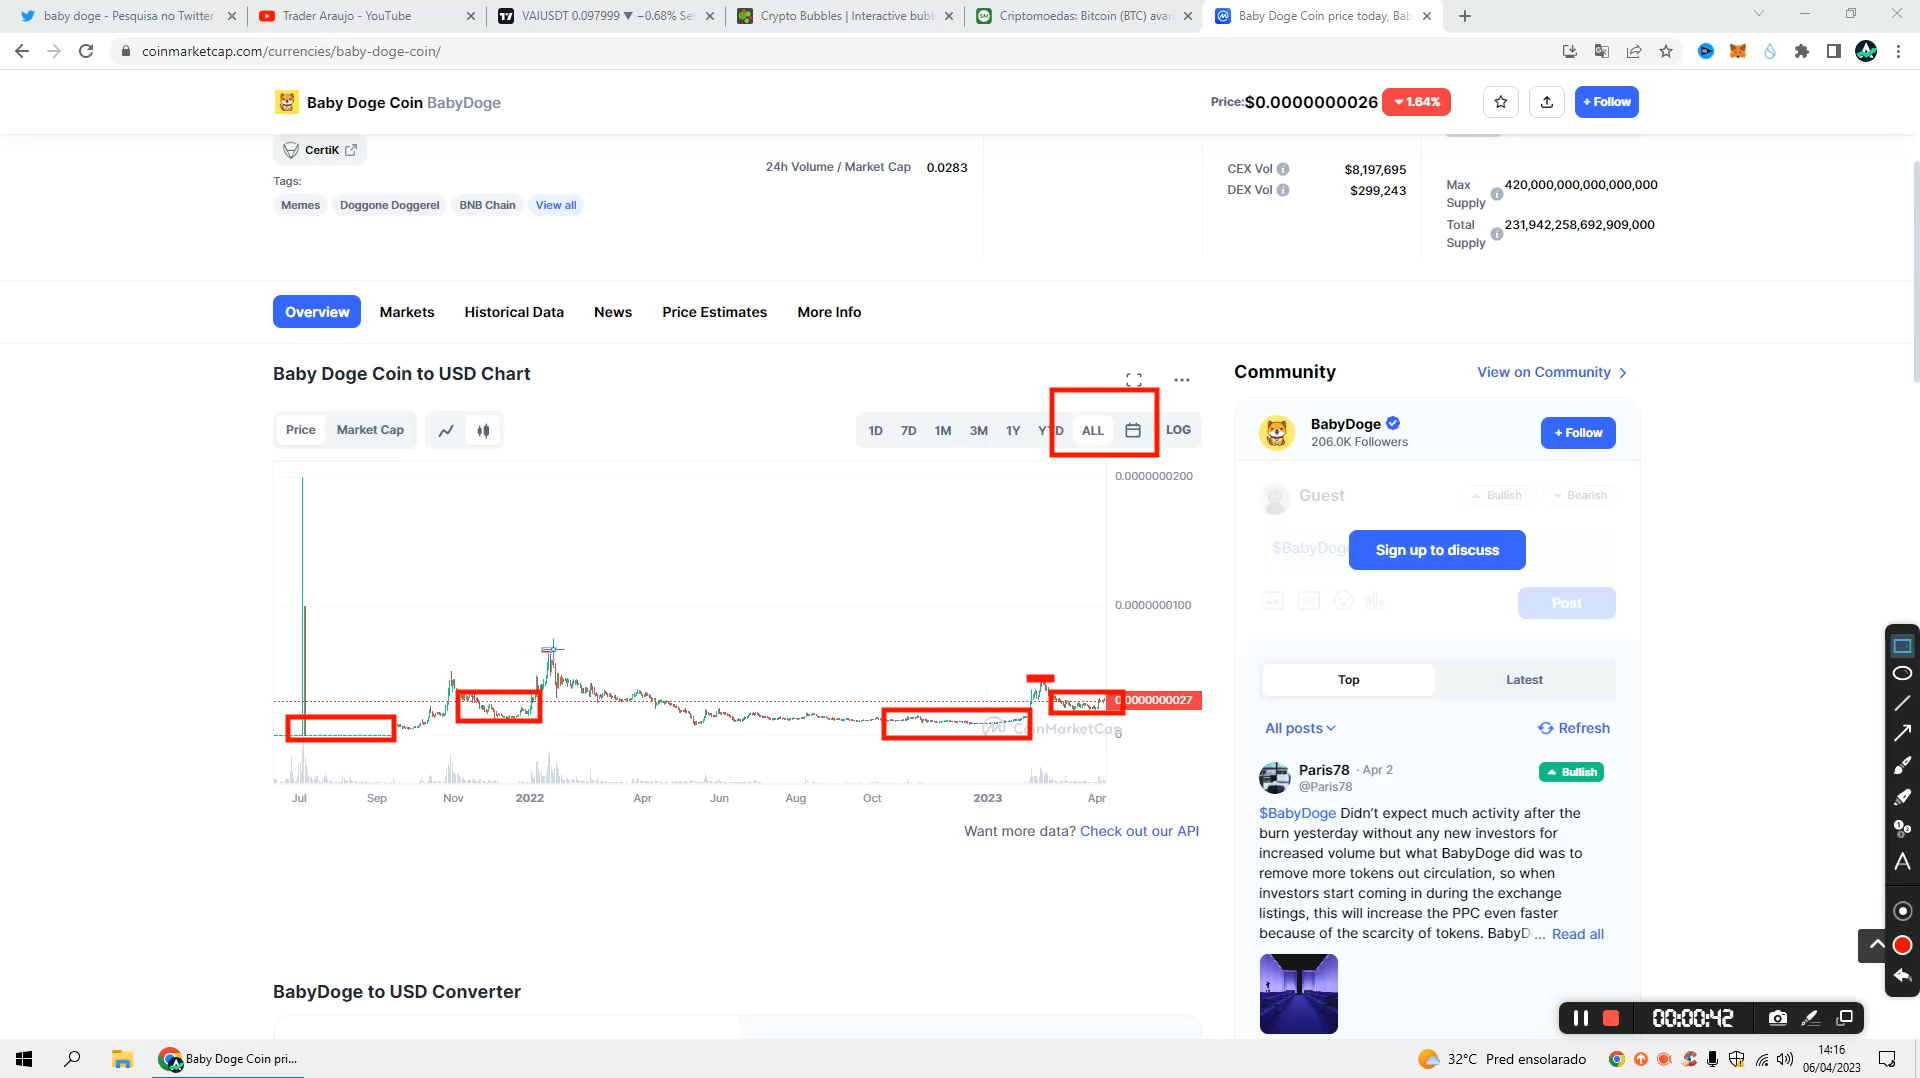 baby doge - Pesquisa no Twitter
Trader Araujo - YouTube
VAIUSDT 0.097999 ▼ −0.68% Se
Crypto Bubbles | Interactive bubb
Criptomoedas: Bitcoin (BTC) avan
Baby Doge Coin price today, Bab
coinmarketcap.com/currencies/baby-doge-coin/
Baby Doge Coin BabyDoge
Price:$0.0000000026
1.64%
+ Follow
CertiK
Tags:
Memes
Doggone Doggerel
BNB Chain
View all
24h Volume / Market Cap 0.0283
CEX Vol $8,197,695
DEX Vol $299,243
Max Supply 420,000,000,000,000,000
Total Supply 231,942,258,692,909,000
Overview
Markets
Historical Data
News
Price Estimates
More Info
Baby Doge Coin to USD Chart
Price
Market Cap
1D
7D
1M
3M
1Y
YTD
ALL
LOG
0.0000000200
0.0000000100
0.0000000027
0
CoinMarketCap
Jul
Sep
Nov
2022
Apr
Jun
Aug
Oct
2023
Apr
Want more data? Check out our API
BabyDoge to USD Converter
Community
View on Community
BabyDoge
206.0K Followers
+ Follow
Guest
Bullish
Bearish
$BabyDog
Sign up to discuss
GIF
Post
Top
Latest
All posts
Refresh
Paris78 · Apr 2
@Paris78
Bullish
$BabyDoge Didn’t expect much activity after the
burn yesterday without any new investors for
increased volume but what BabyDoge did was to
remove more tokens out circulation, so when
investors start coming in during the exchange
listings, this will increase the PPC even faster
because of the scarcity of tokens. BabyD... Read all
00:00:42
Baby Doge Coin pri...
32°C Pred ensolarado
14:16
06/04/2023